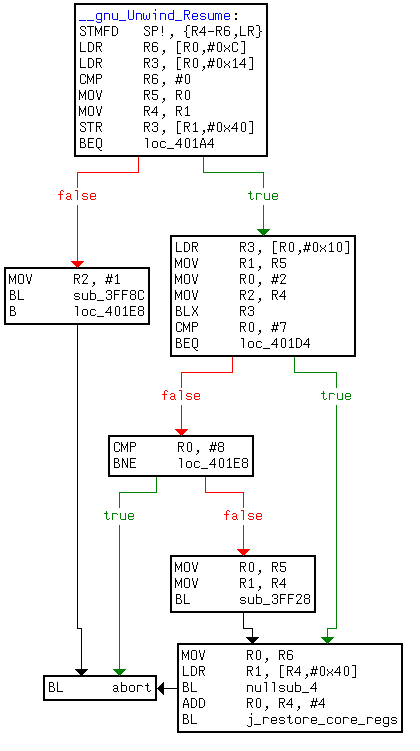 __gnu_Unwind_Resume:
STMFD SP!, {R4-R6,LR}
LDR R6, [R0,#0xC]
LDR R3, [R0,#0x14]
CMP R6, #0
MOV R5, R0
MOV R4, R1
STR R3, [R1,#0x40]
BEQ loc_401A4
false
true
MOV R2, #1
BL sub_3FF8C
B loc_401E8
LDR R3, [R0,#0x10]
MOV R1, R5
MOV R0, #2
MOV R2, R4
BLX R3
CMP R0, #7
BEQ loc_401D4
false
true
CMP R0, #8
BNE loc_401E8
true
false
MOV R0, R5
MOV R1, R4
BL sub_3FF28
BL abort
MOV R0, R6
LDR R1, [R4,#0x40]
BL nullsub_4
ADD R0, R4, #4
BL j_restore_core_regs